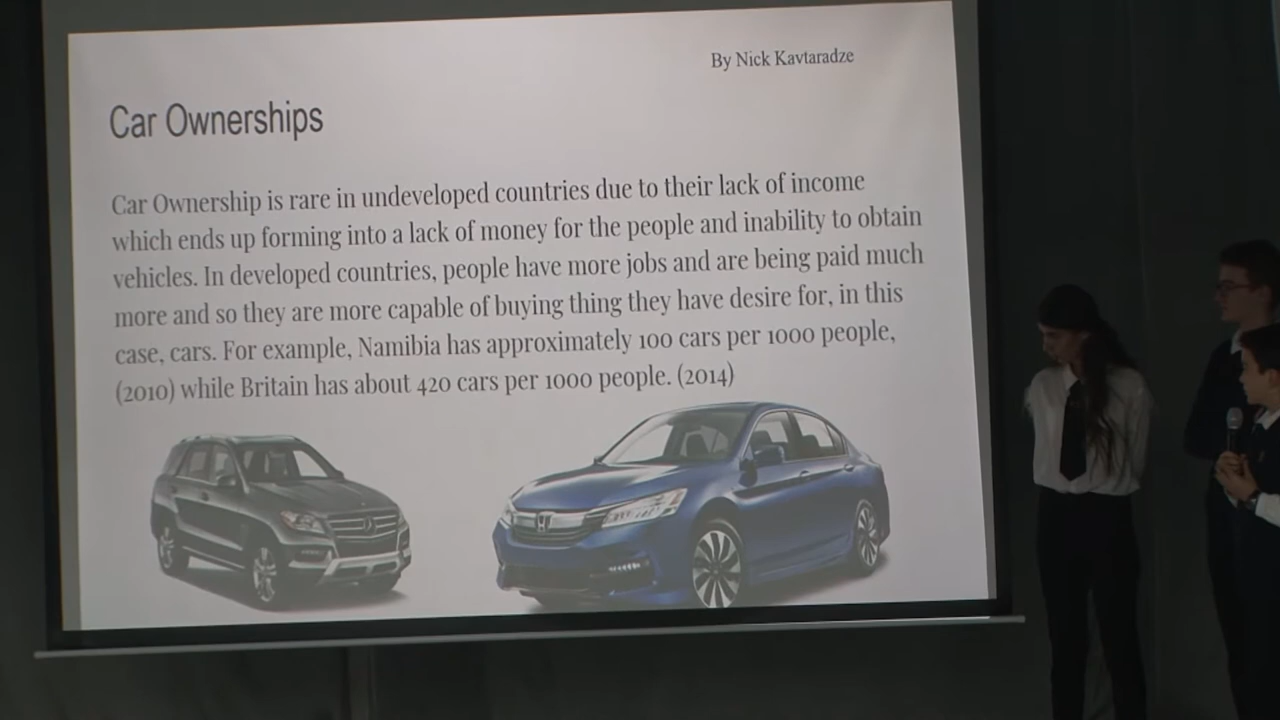 By Nick Kavtaradze
Car Ownerships
Car Ownership is rare in undeveloped countries due to their lack of income
which ends up forming into a lack of money for the people and inability to obtain
vehicles. In developed countries, people have more jobs and are being paid much
more and so they are more capable of buying thing they have desire for, in this
case, cars. For example, Namibia has approximately 100 cars per 1000 people,
(2010) while Britain has about 420 cars per 1000 people. (2014)